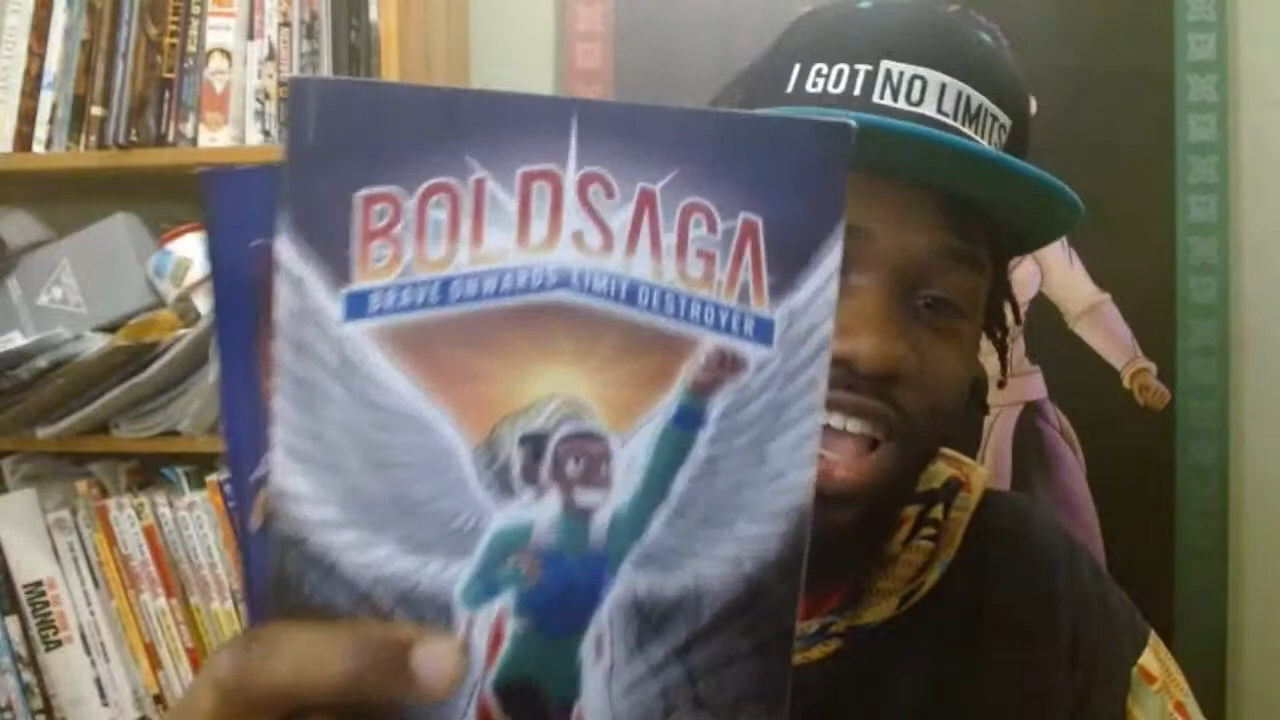 I GOT NO LIMITS
BOLDSAGA
BRAVE ONWARDS LIMIT DESTROYER
MANGA